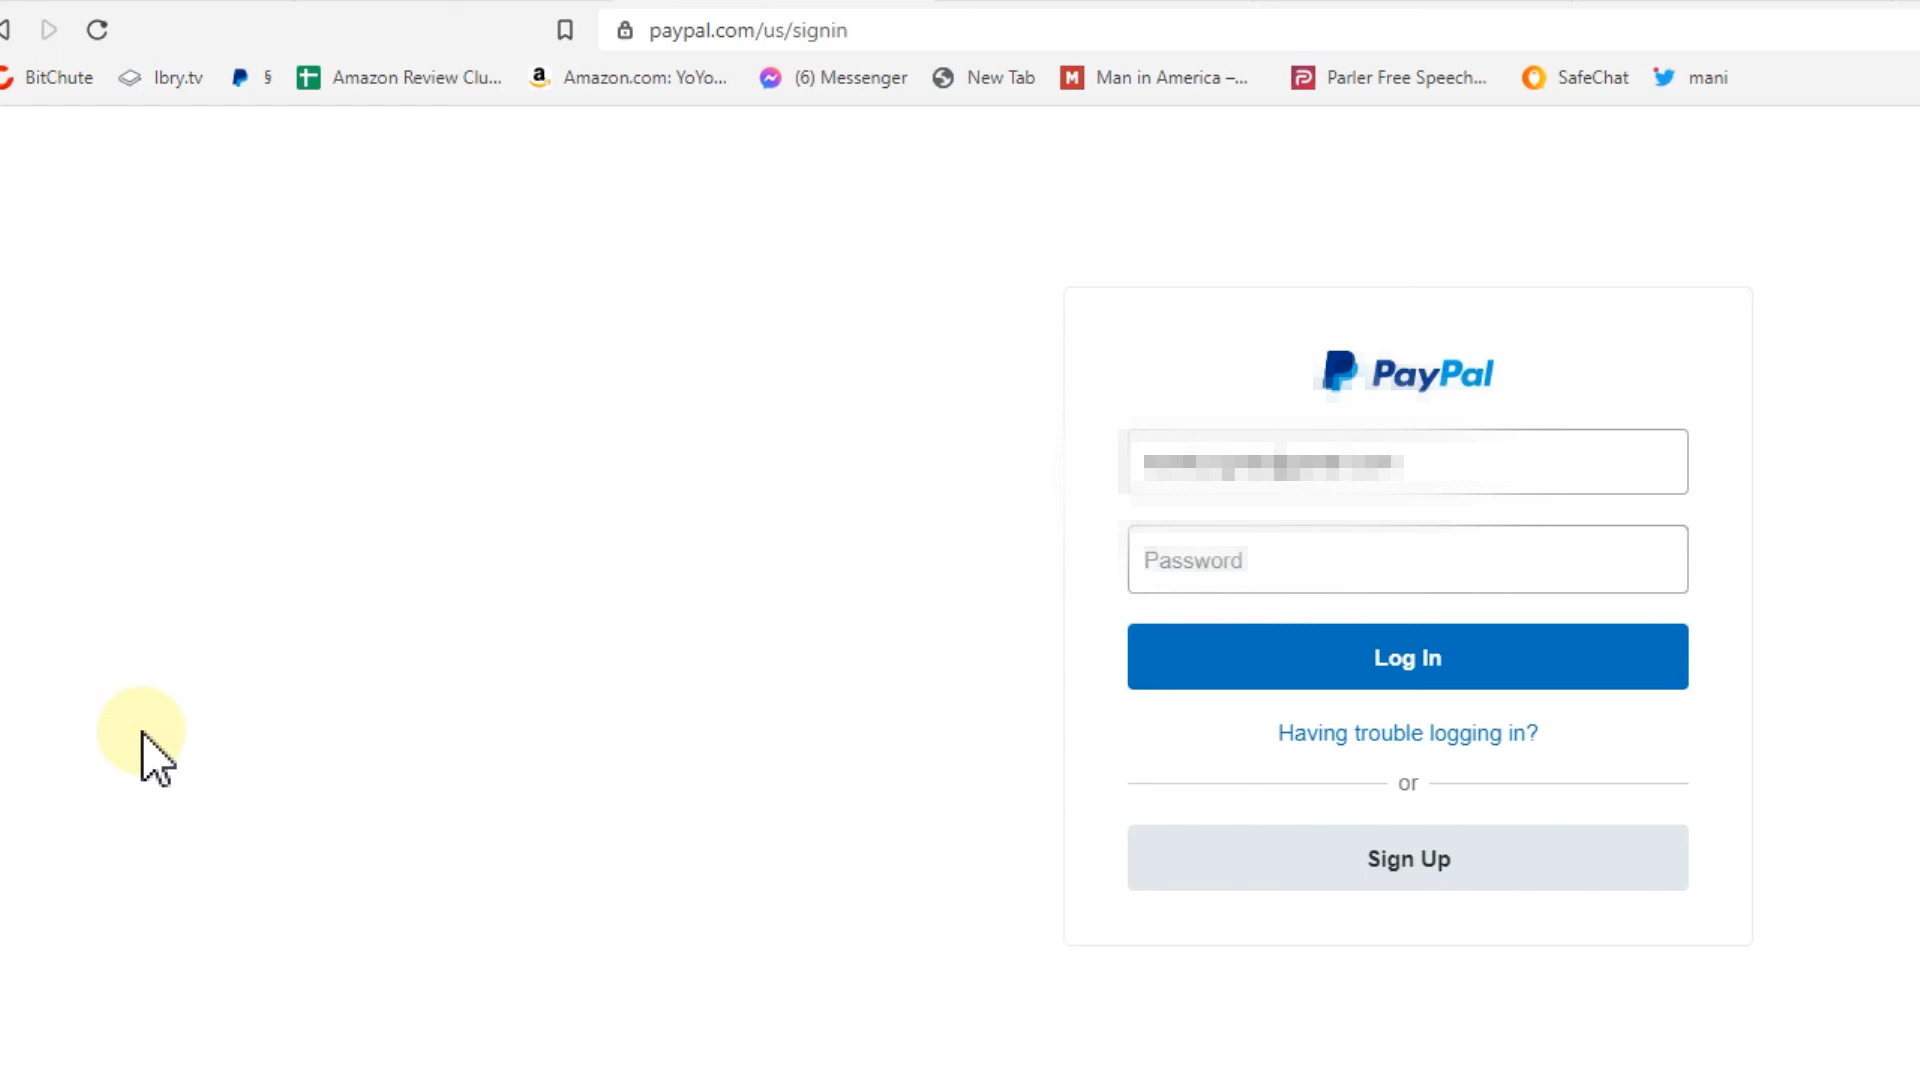 paypal.com/us/signin
BitChute lbry.tv § Amazon Review Clu... Amazon.com: YoYo... (6) Messenger New Tab Man in America –... Parler Free Speech... SafeChat mani
PayPal
Password
Log In
Having trouble logging in?
or
Sign Up